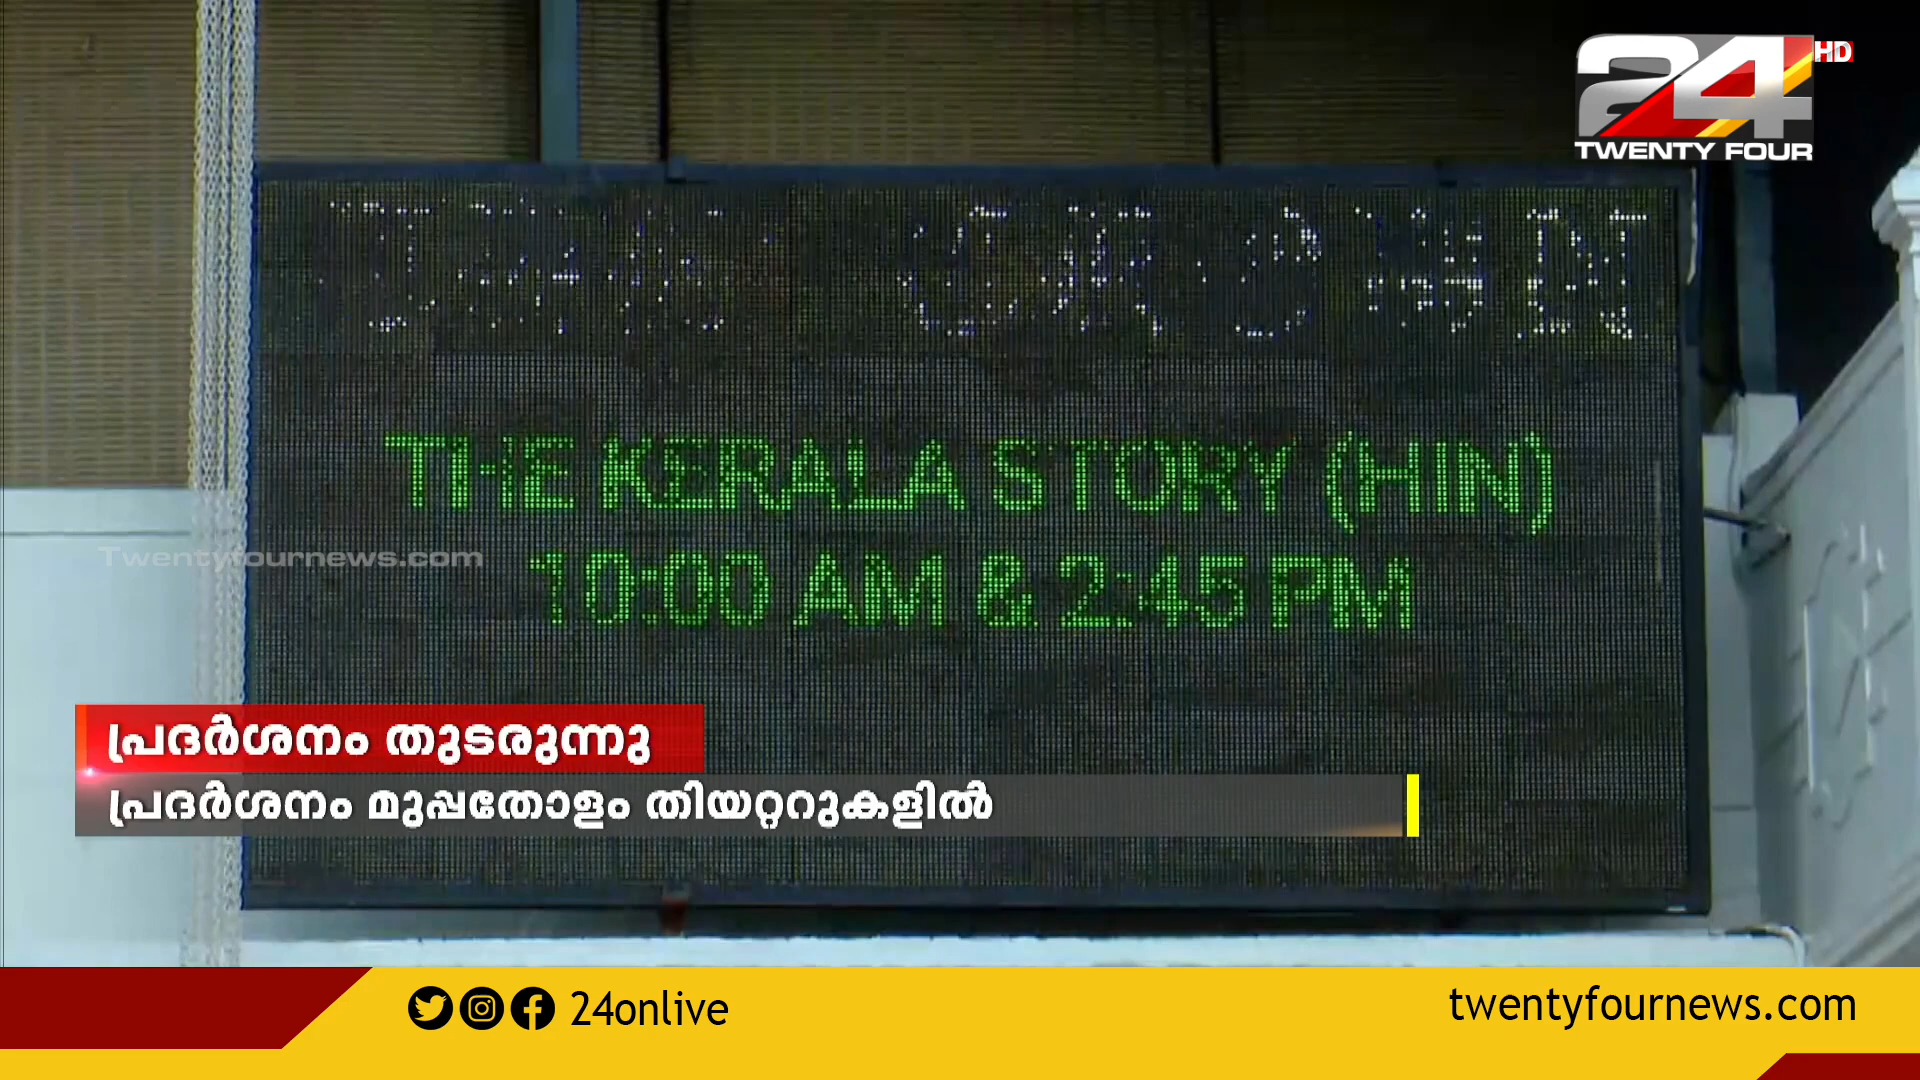 24 HD
TWENTY FOUR
THE KERALA STORY (HIN)
Twentyfournews.com
10:00 AM & 2:45 PM
പ്രദർശനം തുടരുന്നു
പ്രദർശനം മുപ്പതോളം തിയറ്ററുകളിൽ
24onlive
twentyfournews.com